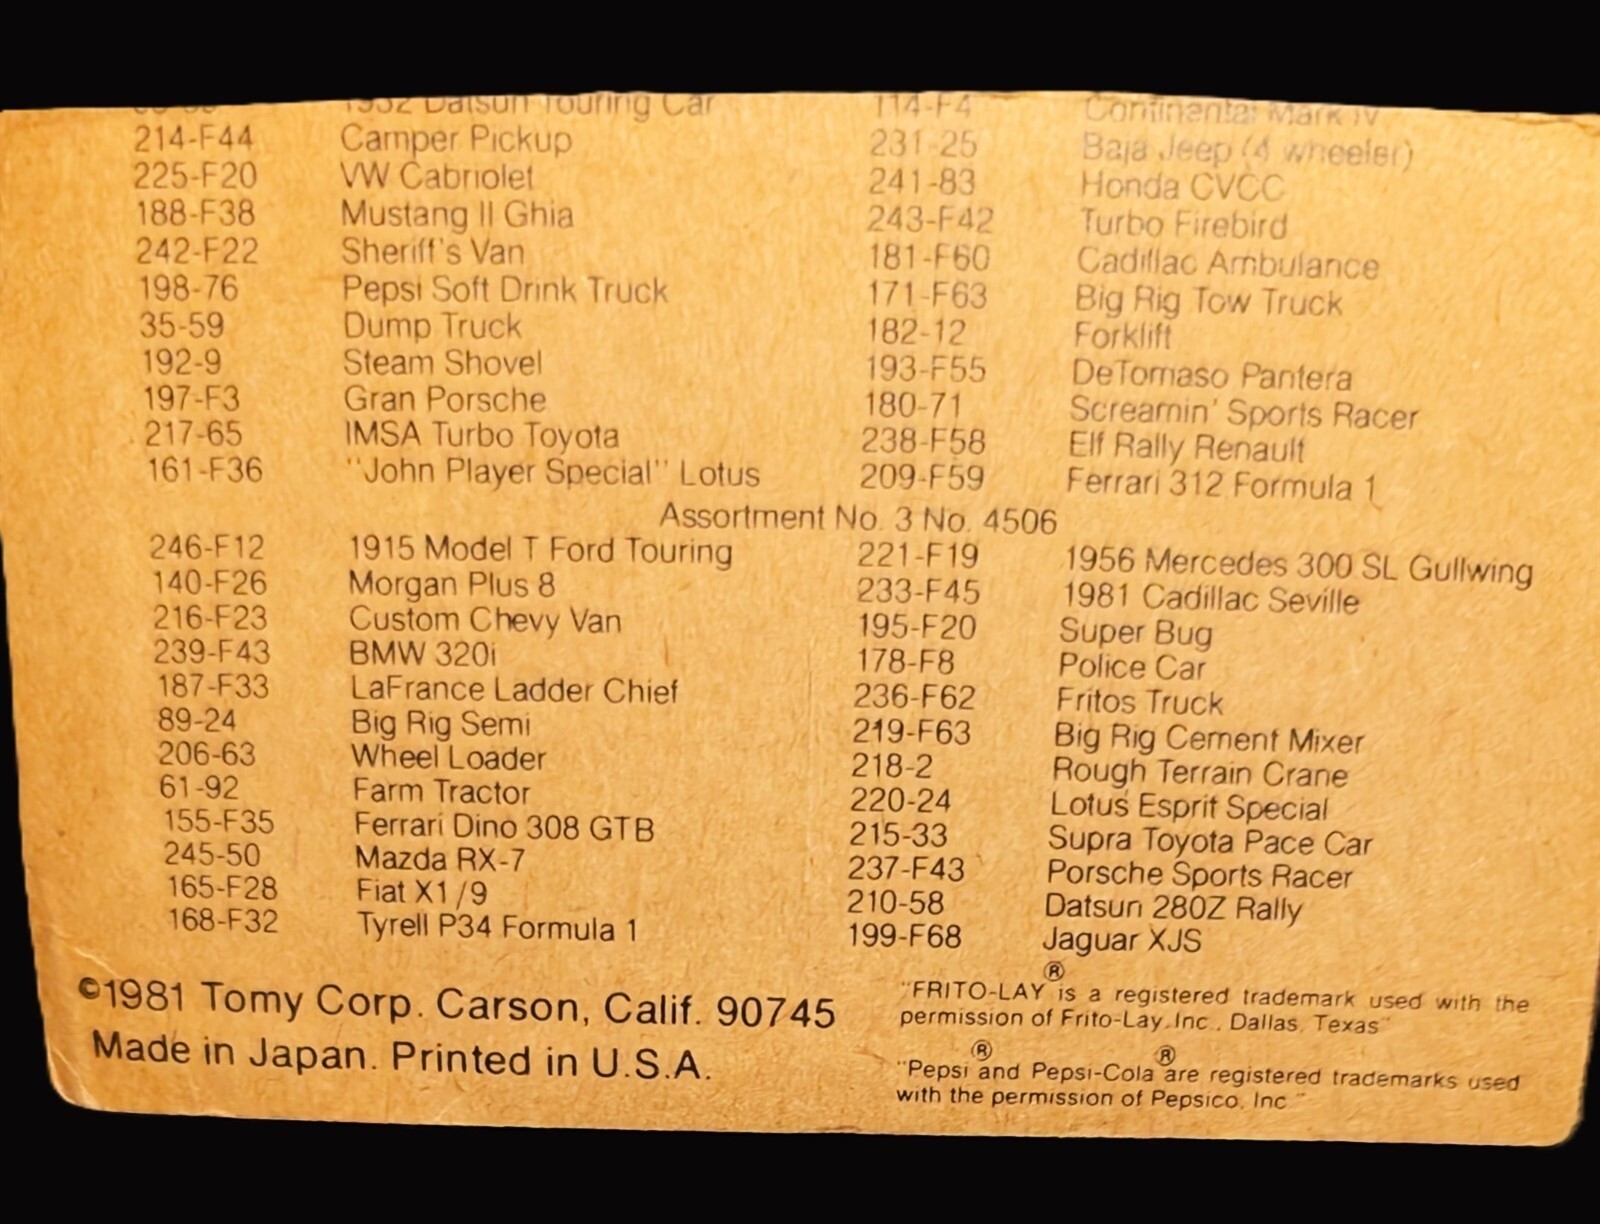 1932 Datsun Touring Car 114-F4 Continental Mark IV
214-F44 Camper Pickup 231-25 Baja Jeep (4 wheeler)
225-F20 VW Cabriolet 241-83 Honda CVCC
188-F38 Mustang II Ghia 243-F42 Turbo Firebird
242-F22 Sheriff's Van 181-F60 Cadillac Ambulance
198-76 Pepsi Soft Drink Truck 171-F63 Big Rig Tow Truck
35-59 Dump Truck 182-12 Forklift
192-9 Steam Shovel 193-F55 DeTomaso Pantera
197-F3 Gran Porsche 180-71 Screamin' Sports Racer
217-65 IMSA Turbo Toyota 238-F58 Elf Rally Renault
161-F36 "John Player Special" Lotus 209-F59 Ferrari 312 Formula 1
Assortment No. 3 No. 4506
246-F12 1915 Model T Ford Touring 221-F19 1956 Mercedes 300 SL Gullwing
140-F26 Morgan Plus 8 233-F45 1981 Cadillac Seville
216-F23 Custom Chevy Van 195-F20 Super Bug
239-F43 BMW 320i 178-F8 Police Car
187-F33 LaFrance Ladder Chief 236-F62 Fritos Truck
89-24 Big Rig Semi 219-F63 Big Rig Cement Mixer
206-63 Wheel Loader 218-2 Rough Terrain Crane
61-92 Farm Tractor 220-24 Lotus Esprit Special
155-F35 Ferrari Dino 308 GTB 215-33 Supra Toyota Pace Car
245-50 Mazda RX-7 237-F43 Porsche Sports Racer
165-F28 Fiat X1/9 210-58 Datsun 280Z Rally
168-F32 Tyrell P34 Formula 1 199-F68 Jaguar XJS
©1981 Tomy Corp. Carson, Calif. 90745
Made in Japan. Printed in U.S.A.
"FRITO-LAY® is a registered trademark used with the
permission of Frito-Lay, Inc., Dallas, Texas"
"Pepsi® and Pepsi-Cola® are registered trademarks used
with the permission of Pepsico, Inc."